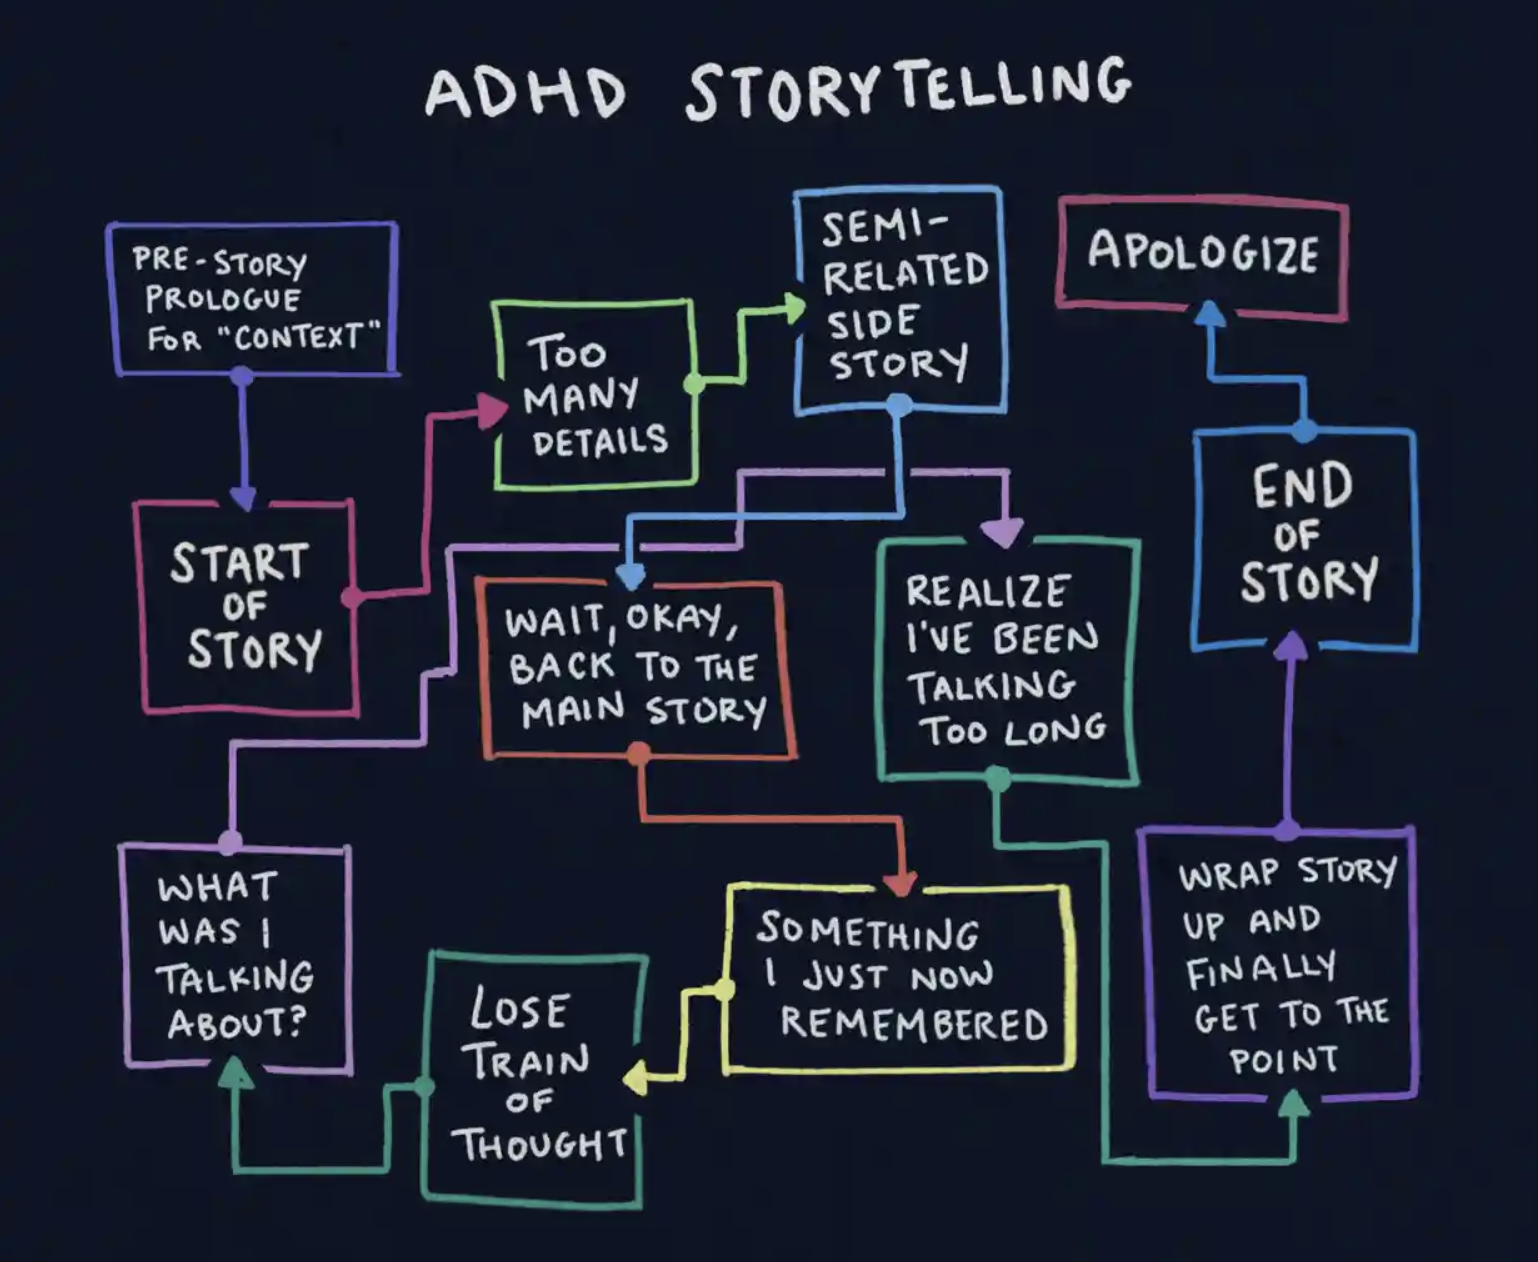 ADHD STORYTELLING
PRE-STORY
PROLOGUE
FOR "CONTEXT"
START
OF
STORY
TOO
MANY
DETAILS
SEMI-
RELATED
SIDE
STORY
WAIT, OKAY,
BACK TO THE
MAIN STORY
SOMETHING
I JUST NOW
REMEMBERED
LOSE
TRAIN
OF
THOUGHT
WHAT
WAS I
TALKING
ABOUT?
REALIZE
I'VE BEEN
TALKING
TOO LONG
WRAP STORY
UP AND
FINALLY
GET TO THE
POINT
END
OF
STORY
APOLOGIZE